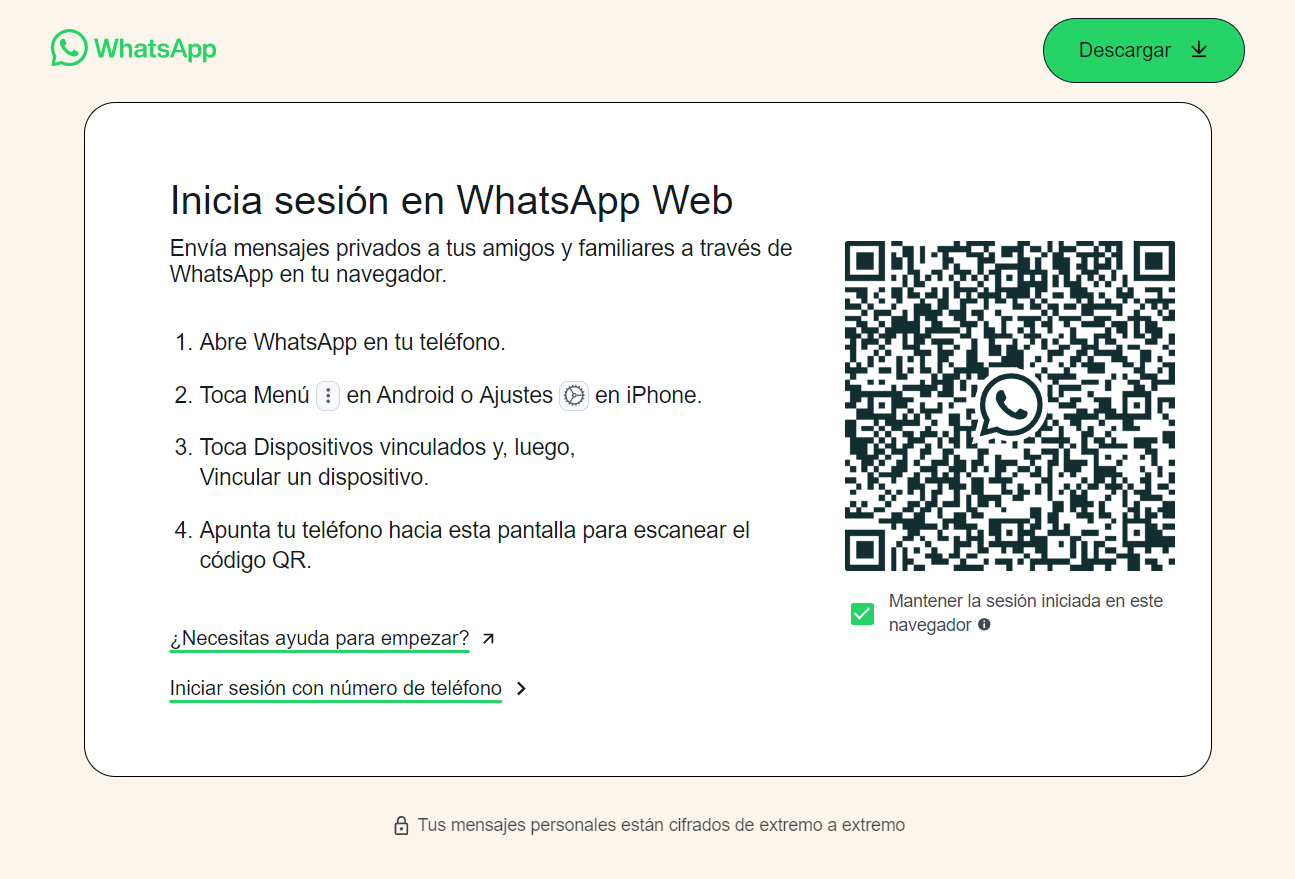 WhatsApp
Descargar
Inicia sesión en WhatsApp Web
Envía mensajes privados a tus amigos y familiares a través de
WhatsApp en tu navegador.
1. Abre WhatsApp en tu teléfono.
2. Toca Menú en Android o Ajustes en iPhone.
3. Toca Dispositivos vinculados y, luego,
Vincular un dispositivo.
4. Apunta tu teléfono hacia esta pantalla para escanear el
código QR.
Mantener la sesión iniciada en este
navegador
¿Necesitas ayuda para empezar?
Iniciar sesión con número de teléfono
Tus mensajes personales están cifrados de extremo a extremo